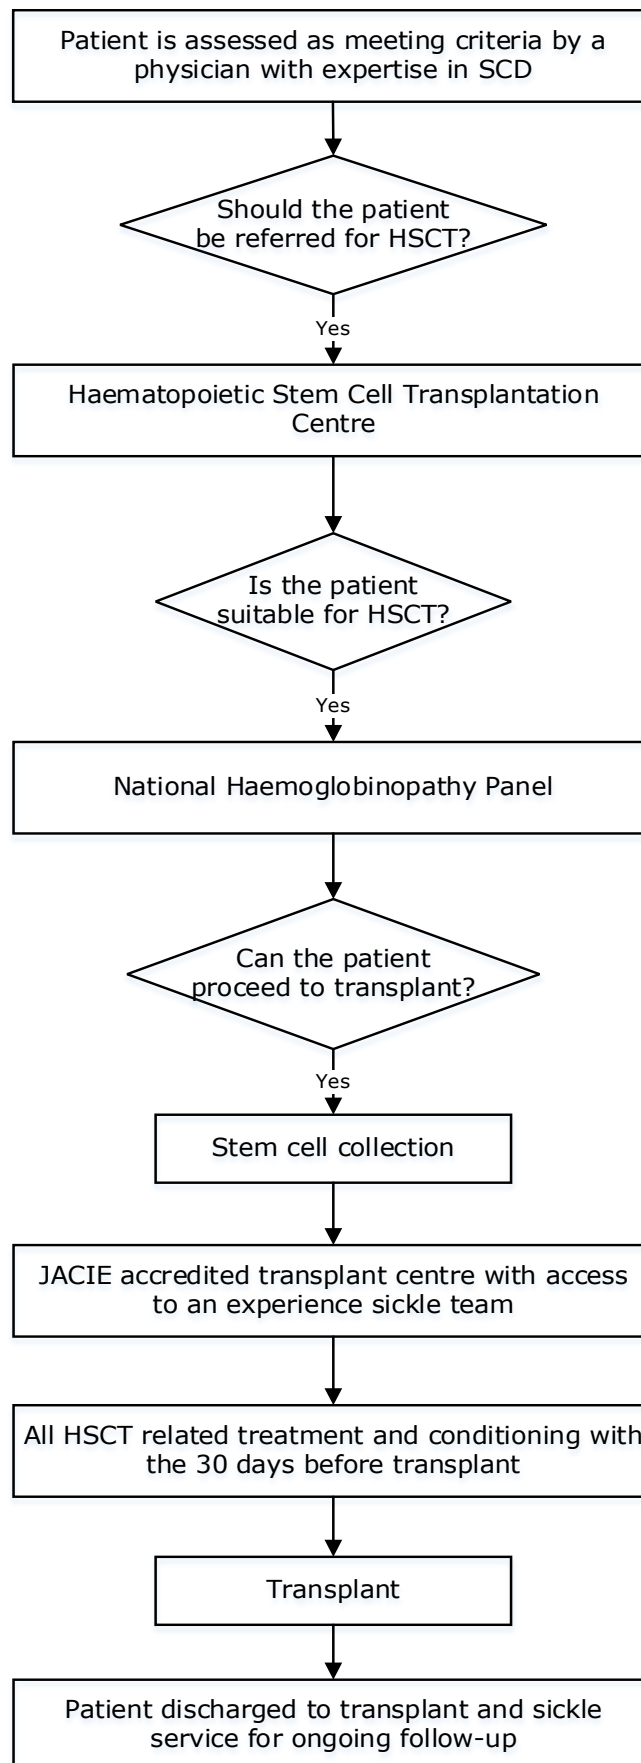 Patient is assessed as meeting criteria by a
physician with expertise in SCD
Should the patient
be referred for HSCT?
Yes
Haematopoietic Stem Cell Transplantation
Centre
Is the patient
suitable for HSCT?
Yes
National Haemoglobinopathy Panel
Can the patient
proceed to transplant?
Yes
Stem cell collection
JACIE accredited transplant centre with access
to an experience sickle team
All HSCT related treatment and conditioning with
the 30 days before transplant
Transplant
Patient discharged to transplant and sickle
service for ongoing follow-up